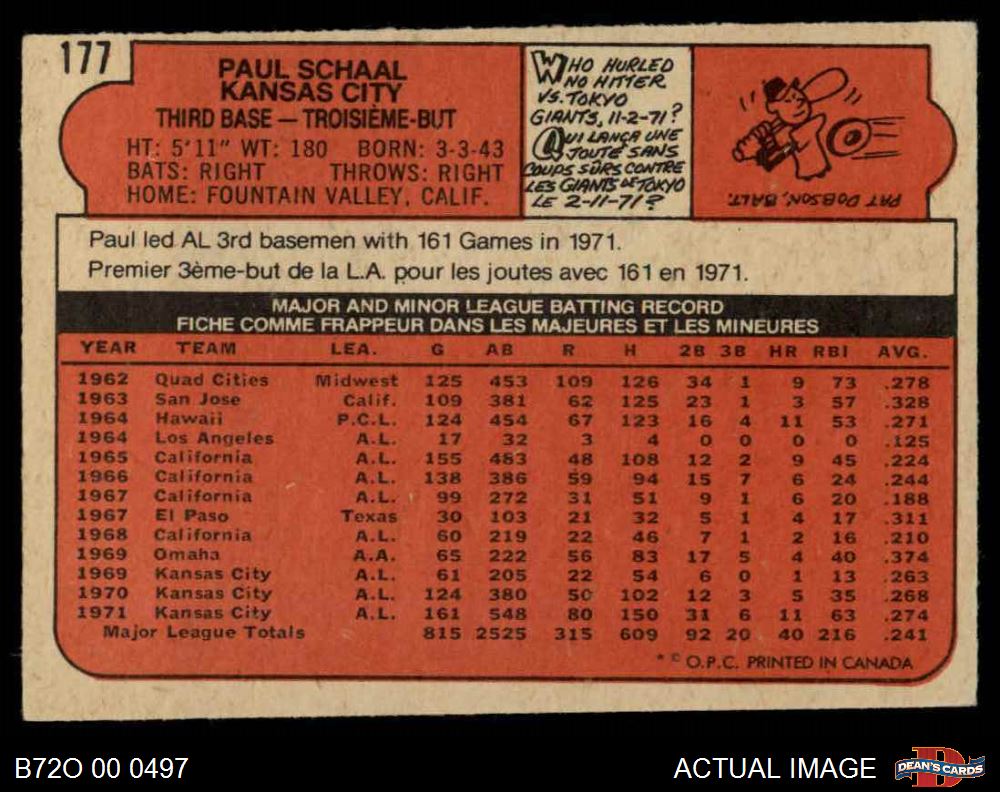 177
PAUL SCHAAL
KANSAS CITY
THIRD BASE — TROISIÈME-BUT
HT: 5'11" WT: 180 BORN: 3-3-43
BATS: RIGHT THROWS: RIGHT
HOME: FOUNTAIN VALLEY, CALIF.
WHO HURLED
NO HITTER
VS. TOKYO
GIANTS, 11-2-71?
QUI LANÇA UNE
JOUTE SANS
COUPS SÛRS CONTRE
LES GIANTS DE TOKYO
LE 2-11-71?
PAT DOBSON, BALT.
Paul led AL 3rd basemen with 161 Games in 1971.
Premier 3ème-but de la L.A. pour les joutes avec 161 en 1971.
MAJOR AND MINOR LEAGUE BATTING RECORD
FICHE COMME FRAPPEUR DANS LES MAJEURES ET LES MINEURES
YEAR TEAM LEA. G AB R H 2B 3B HR RBI AVG.
1962 Quad Cities Midwest 125 453 109 126 34 1 9 73 .278
1963 San Jose Calif. 109 381 62 125 23 1 3 57 .328
1964 Hawaii P.C.L. 124 454 67 123 16 4 11 53 .271
1964 Los Angeles A.L. 17 32 3 4 0 0 0 0 .125
1965 California A.L. 155 483 48 108 12 2 9 45 .224
1966 California A.L. 138 386 59 94 15 7 6 24 .244
1967 California A.L. 99 272 31 51 9 1 6 20 .188
1967 El Paso Texas 30 103 21 32 5 1 4 17 .311
1968 California A.L. 60 219 22 46 7 1 2 16 .210
1969 Omaha A.A. 65 222 56 83 17 5 4 40 .374
1969 Kansas City A.L. 61 205 22 54 6 0 1 13 .263
1970 Kansas City A.L. 124 380 50 102 12 3 5 35 .268
1971 Kansas City A.L. 161 548 80 150 31 6 11 63 .274
Major League Totals 815 2525 315 609 92 20 40 216 .241
* © O.P.C. PRINTED IN CANADA
B72O 00 0497
ACTUAL IMAGE
DEAN'S CARDS